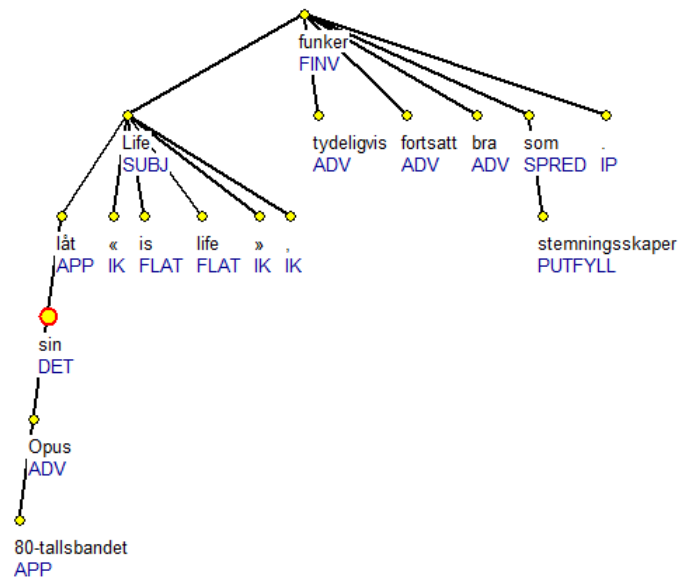 funker
FINV
Life
SUBJ
tydeligvis fortsatt bra som .
ADV ADV ADV SPRED IP
låt « is life » ,
APP IK FLAT FLAT IK IK
stemningsskaper
PUTFYLL
sin
DET
Opus
ADV
80-tallsbandet
APP